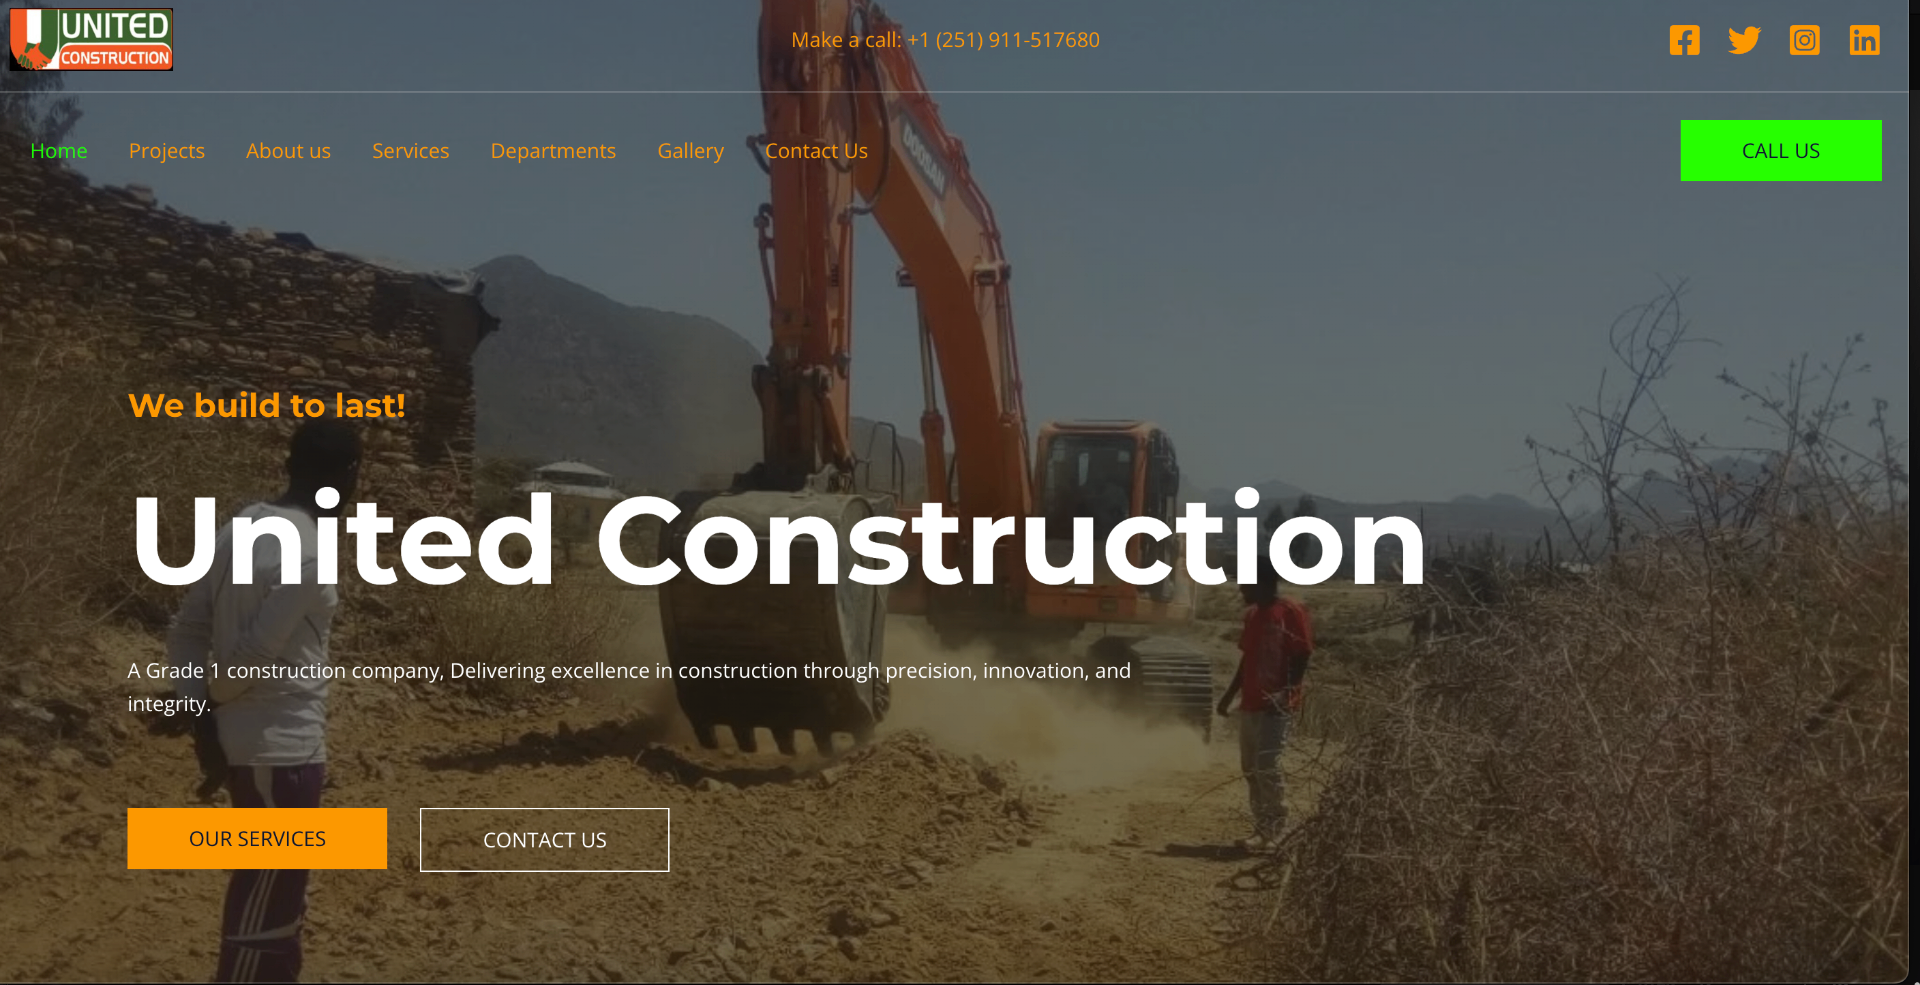 UNITED
CONSTRUCTION
Make a call: +1 (251) 911-517680
Home Projects About us Services Departments Gallery Contact Us
CALL US
DOOSAN
We build to last!
United Construction
A Grade 1 construction company, Delivering excellence in construction through precision, innovation, and
integrity.
OUR SERVICES
CONTACT US